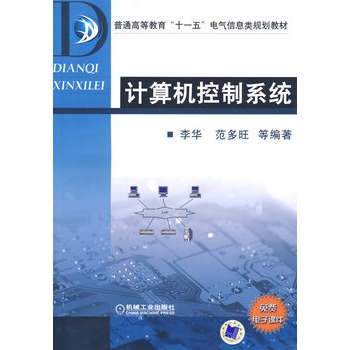 普通高等教育“十一五”电气信息类规划教材
DIANQI
XINXILEI
计算机控制系统
李华 范多旺 等编著
LAN
机械工业出版社
CHINA MACHINE PRESS
免费
电子课件